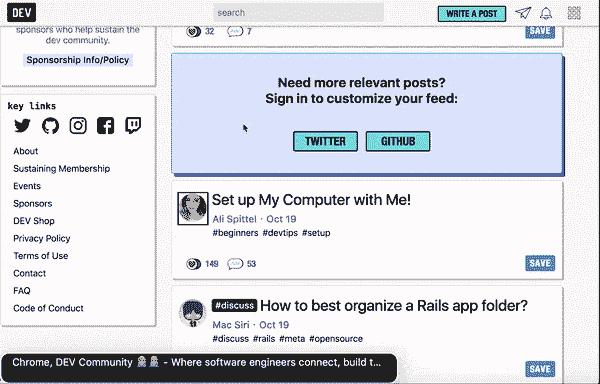 DEV
search
WRITE A POST
sponsors who help sustain the
dev community.
Sponsorship Info/Policy
key links
About
Sustaining Membership
Events
Sponsors
DEV Shop
Privacy Policy
Terms of Use
Contact
FAQ
Code of Conduct
32
7
SAVE
Need more relevant posts?
Sign in to customize your feed:
TWITTER
GITHUB
Set up My Computer with Me!
Ali Spittel · Oct 19
#beginners #devtips #setup
149
53
SAVE
#discuss How to best organize a Rails app folder?
Mac Siri · Oct 19
#discuss #rails #meta #opensource
SAVE
Chrome, DEV Community 👩‍💻👨‍💻 - Where software engineers connect, build t...